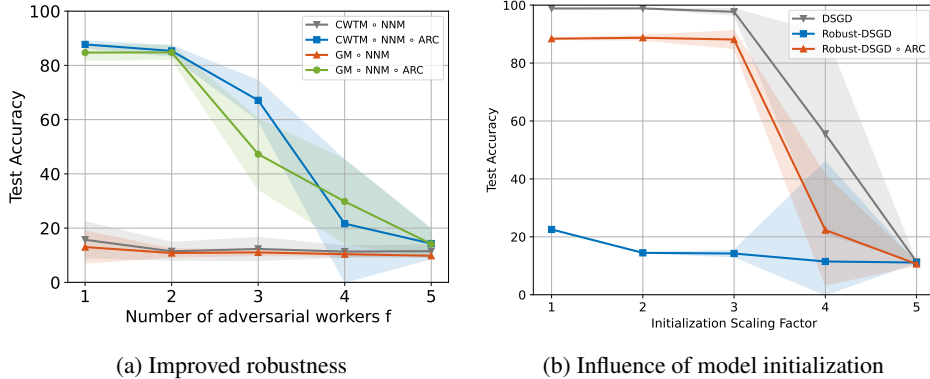 100
80
60
40
20
0
Test Accuracy
CWTM ∘ NNM
CWTM ∘ NNM ∘ ARC
GM ∘ NNM
GM ∘ NNM ∘ ARC
1 2 3 4 5
Number of adversarial workers f
(a) Improved robustness
100
80
60
40
20
0
Test Accuracy
DSGD
Robust-DSGD
Robust-DSGD ∘ ARC
1 2 3 4 5
Initialization Scaling Factor
(b) Influence of model initialization